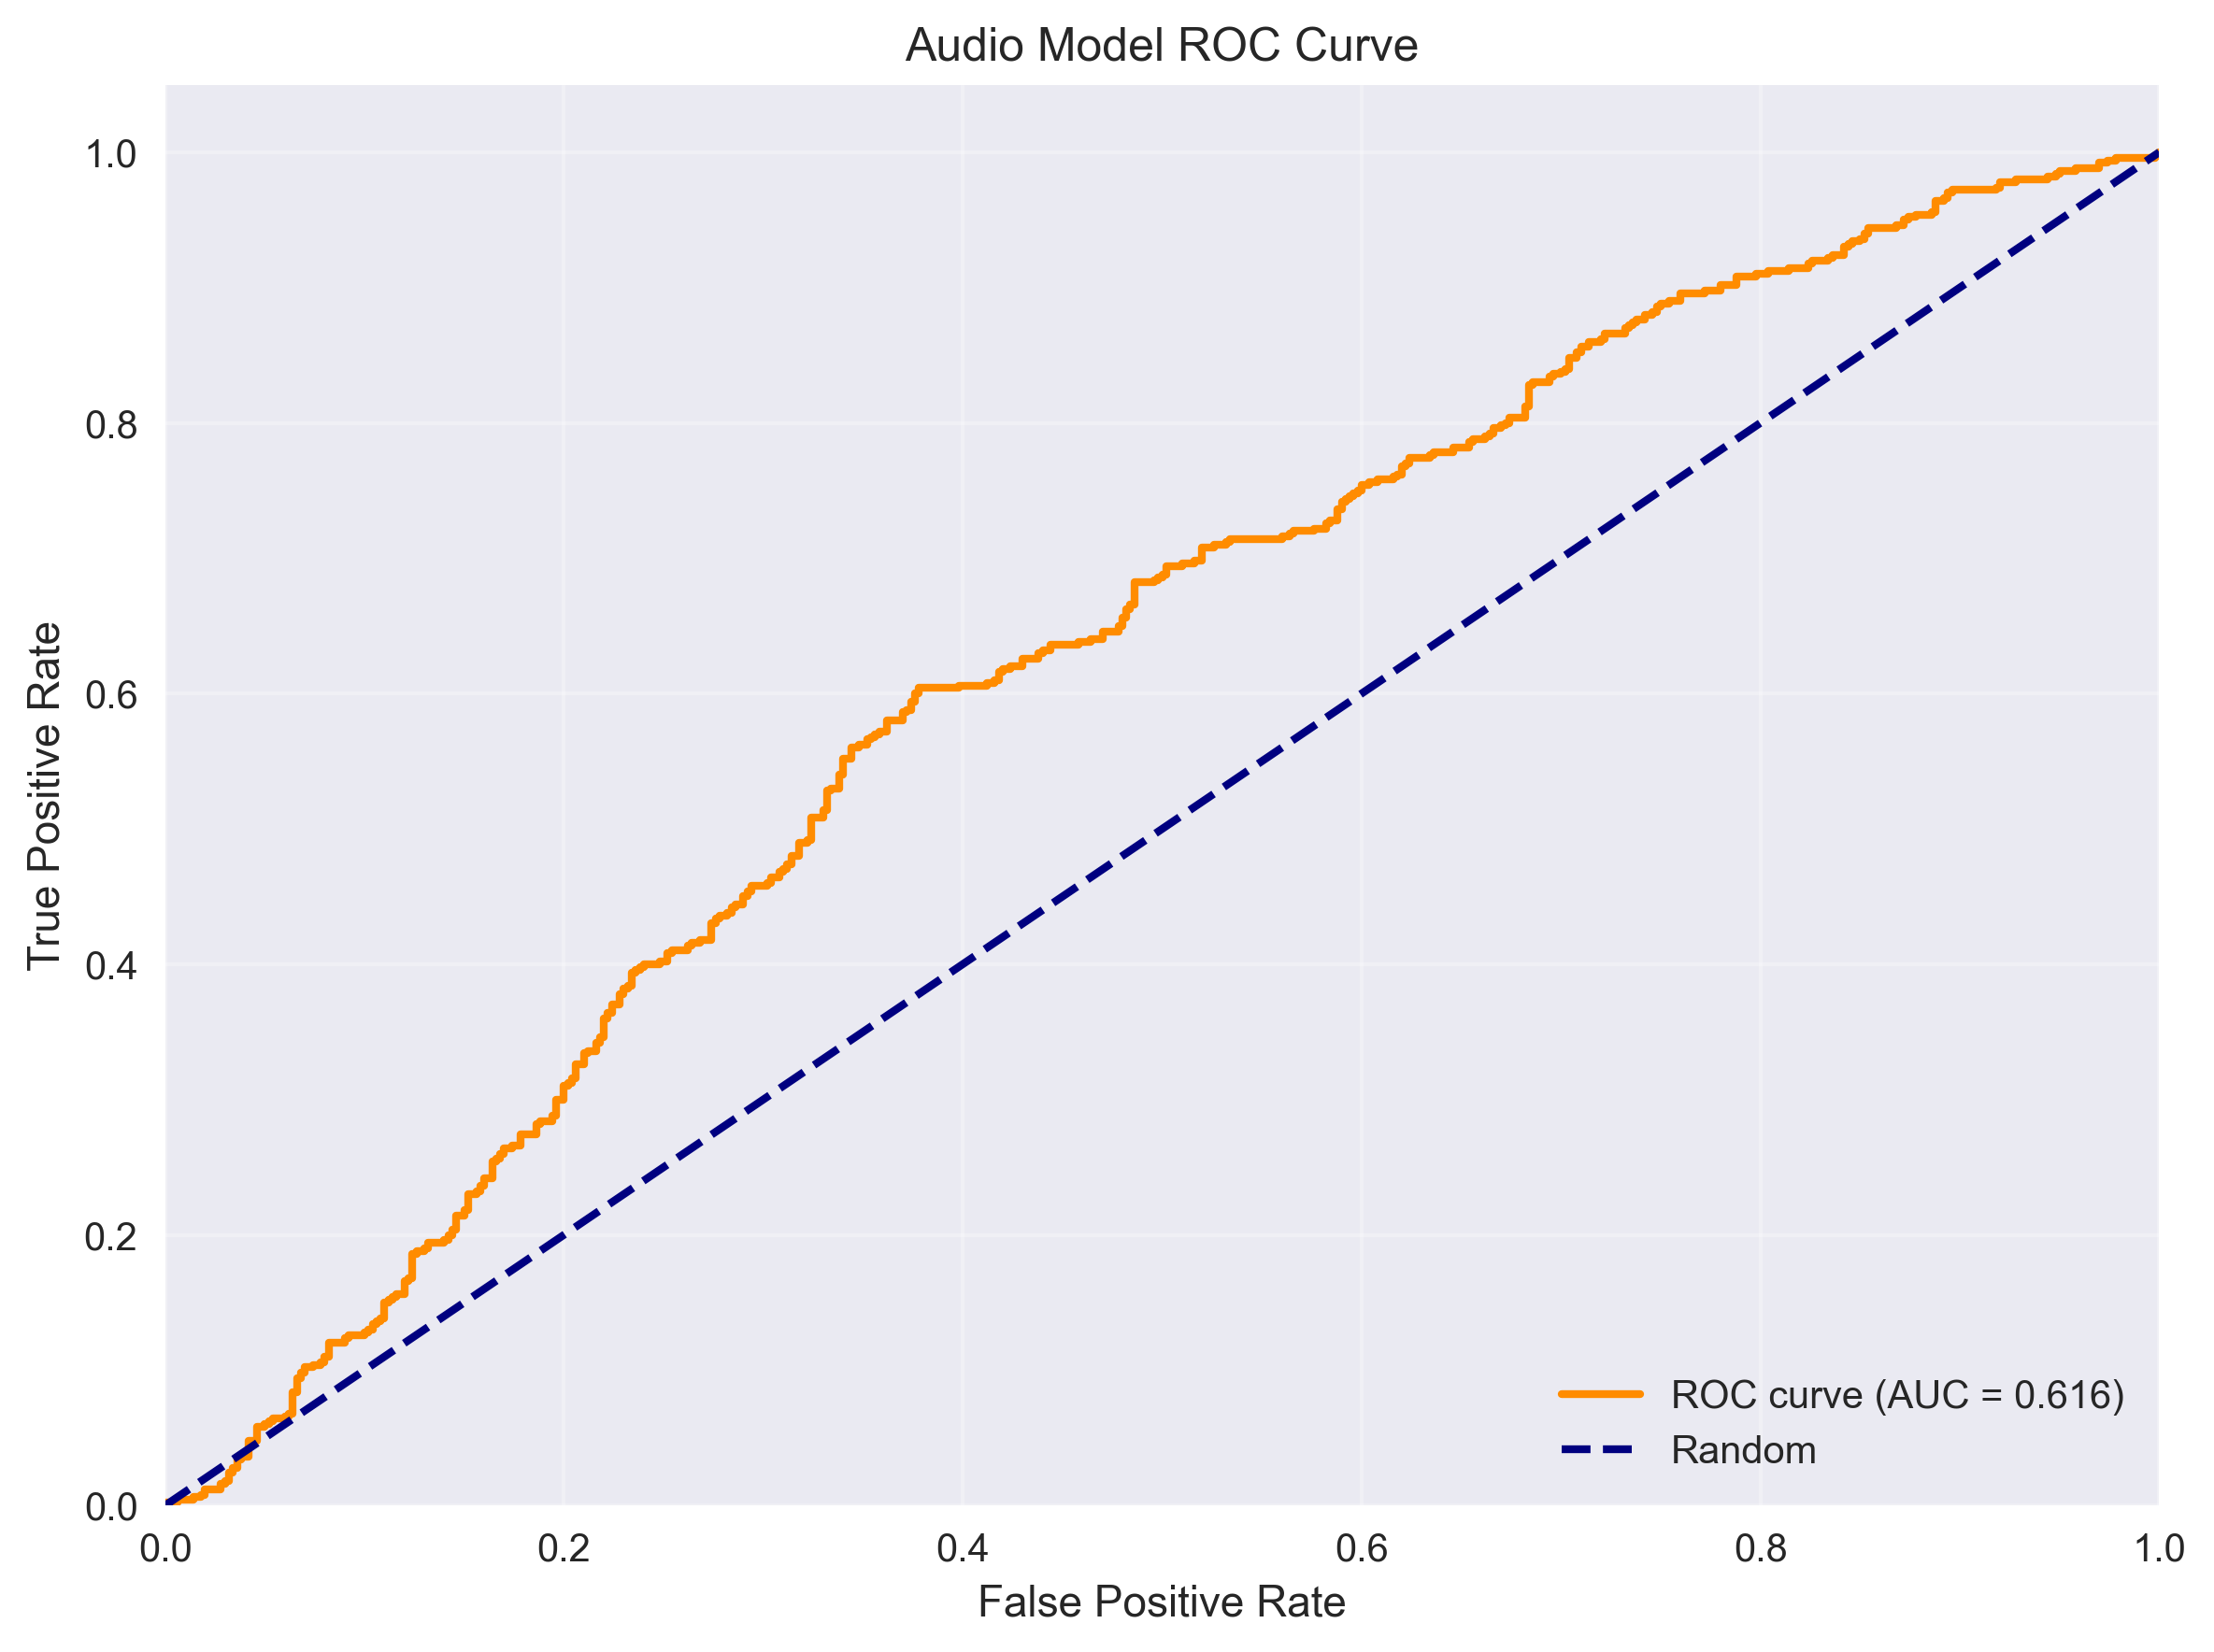 Audio Model ROC Curve
True Positive Rate
1.0
0.8
0.6
0.4
0.2
0.0
0.0 0.2 0.4 0.6 0.8 1.0
False Positive Rate
ROC curve (AUC = 0.616)
Random